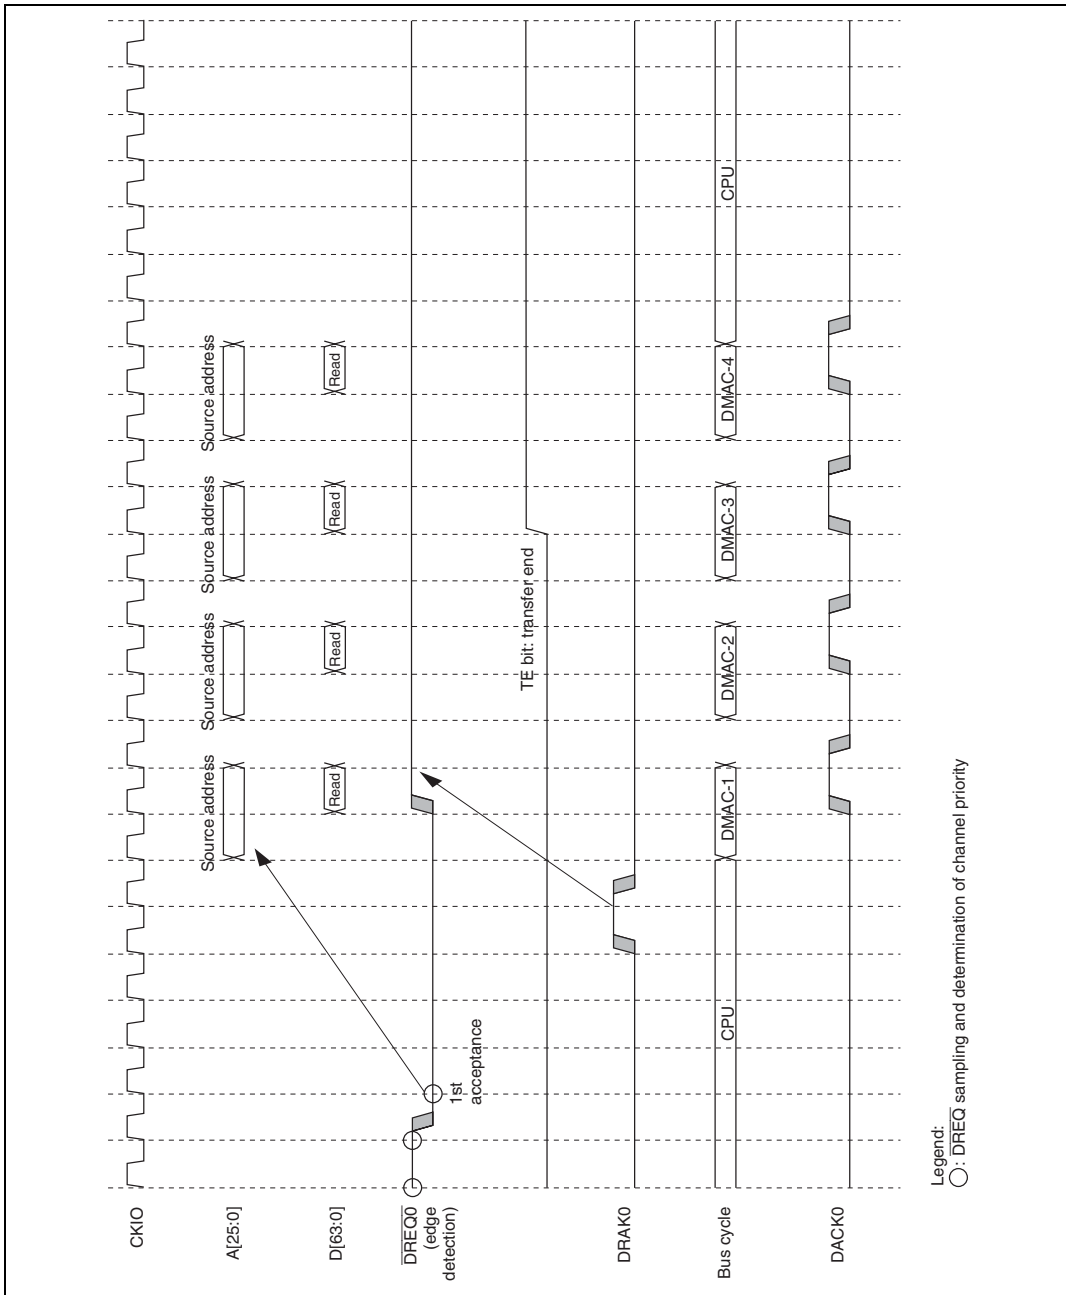 CKIO
A[25:0]
Source address
Source address
Source address
Source address
D[63:0]
Read
Read
Read
Read
DREQ0
(edge
detection)
1st
acceptance
TE bit: transfer end
DRAK0
Bus cycle
CPU
DMAC-1
DMAC-2
DMAC-3
DMAC-4
CPU
DACK0
Legend:
: DREQ sampling and determination of channel priority